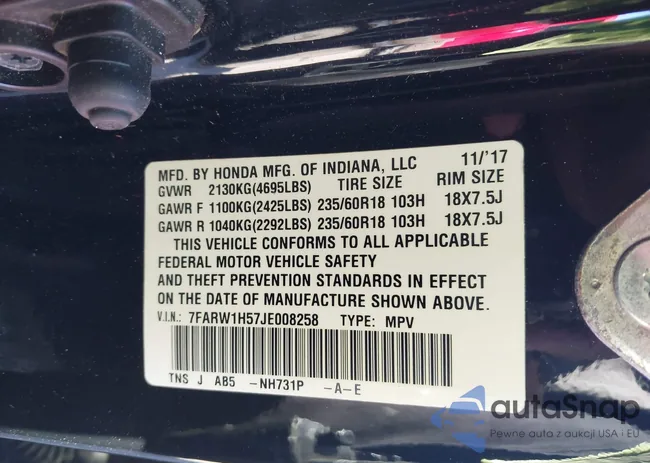 MFD. BY HONDA MFG. OF INDIANA, LLC 11/'17
GVWR 2130KG(4695LBS) TIRE SIZE RIM SIZE
GAWR F 1100KG(2425LBS) 235/60R18 103H 18X7.5J
GAWR R 1040KG(2292LBS) 235/60R18 103H 18X7.5J
THIS VEHICLE CONFORMS TO ALL APPLICABLE
FEDERAL MOTOR VEHICLE SAFETY
AND THEFT PREVENTION STANDARDS IN EFFECT
ON THE DATE OF MANUFACTURE SHOWN ABOVE.
V.I.N.: 7FARW1H57JE008258 TYPE: MPV
TNS J A85 -NH731P -A-E
autaSnap
Pewne auta z aukcji USA i EU